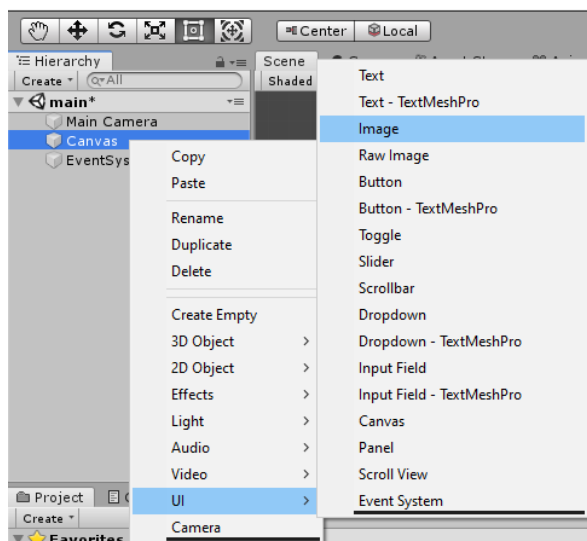 Center Local
Hierarchy
Create All
main*
Main Camera
Canvas
EventSys
Scene
Shaded
Copy
Paste
Rename
Duplicate
Delete
Create Empty
3D Object
2D Object
Effects
Light
Audio
Video
UI
Camera
Text
Text - TextMeshPro
Image
Raw Image
Button
Button - TextMeshPro
Toggle
Slider
Scrollbar
Dropdown
Dropdown - TextMeshPro
Input Field
Input Field - TextMeshPro
Canvas
Panel
Scroll View
Event System
Project
Create
Favorites